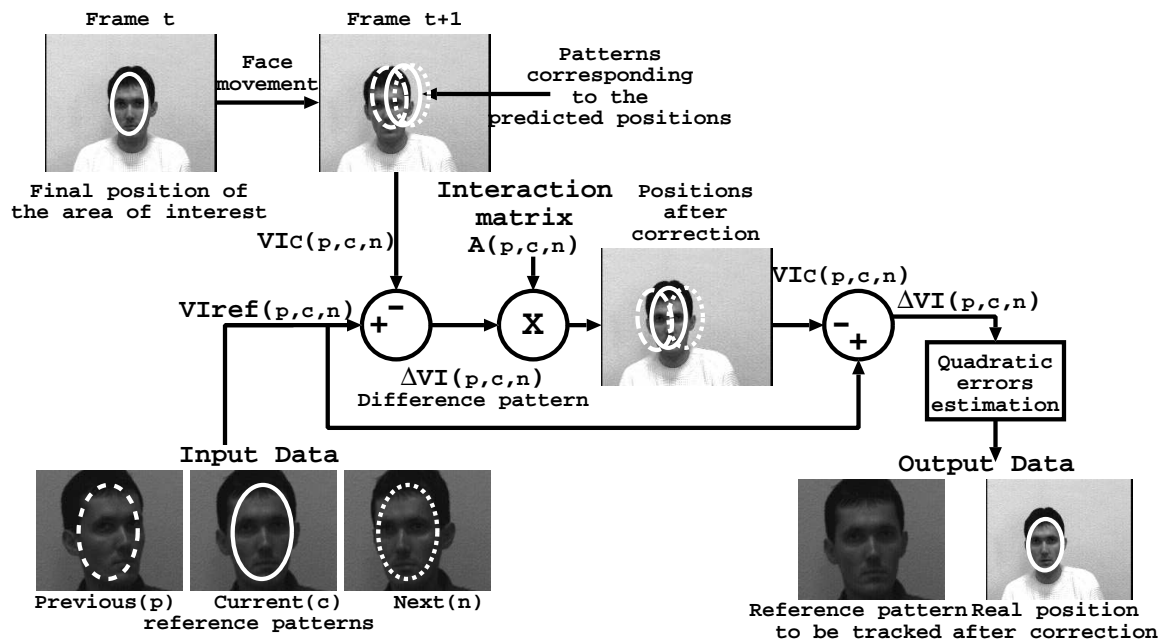 Frame t
Frame t+1
Face
movement
Patterns
corresponding
to the
predicted positions
Final position of
the area of interest
Interaction
matrix
A(p,c,n)
Positions
after
correction
VIc(p,c,n)
VIref(p,c,n)
+
-
X
VIc(p,c,n)
-
+
ΔVI(p,c,n)
ΔVI(p,c,n)
Difference pattern
Quadratic
errors
estimation
Input Data
Output Data
Previous(p)
Current(c)
Next(n)
reference patterns
Reference pattern
to be tracked
Real position
after correction